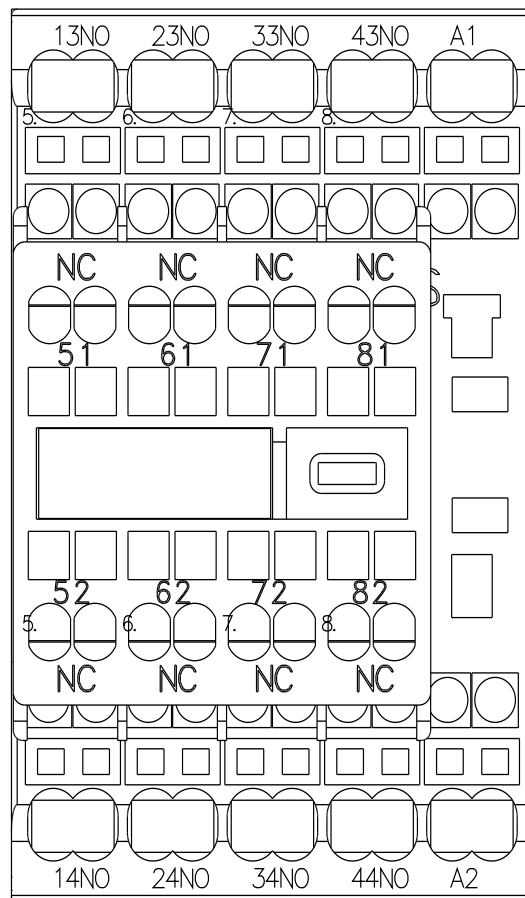 13NO 23NO 33NO 43NO A1
5. 6. 7. 8.
NC NC NC NC
51 61 71 81
52 62 72 82
5. 6. 7. 8.
NC NC NC NC
14NO 24NO 34NO 44NO A2